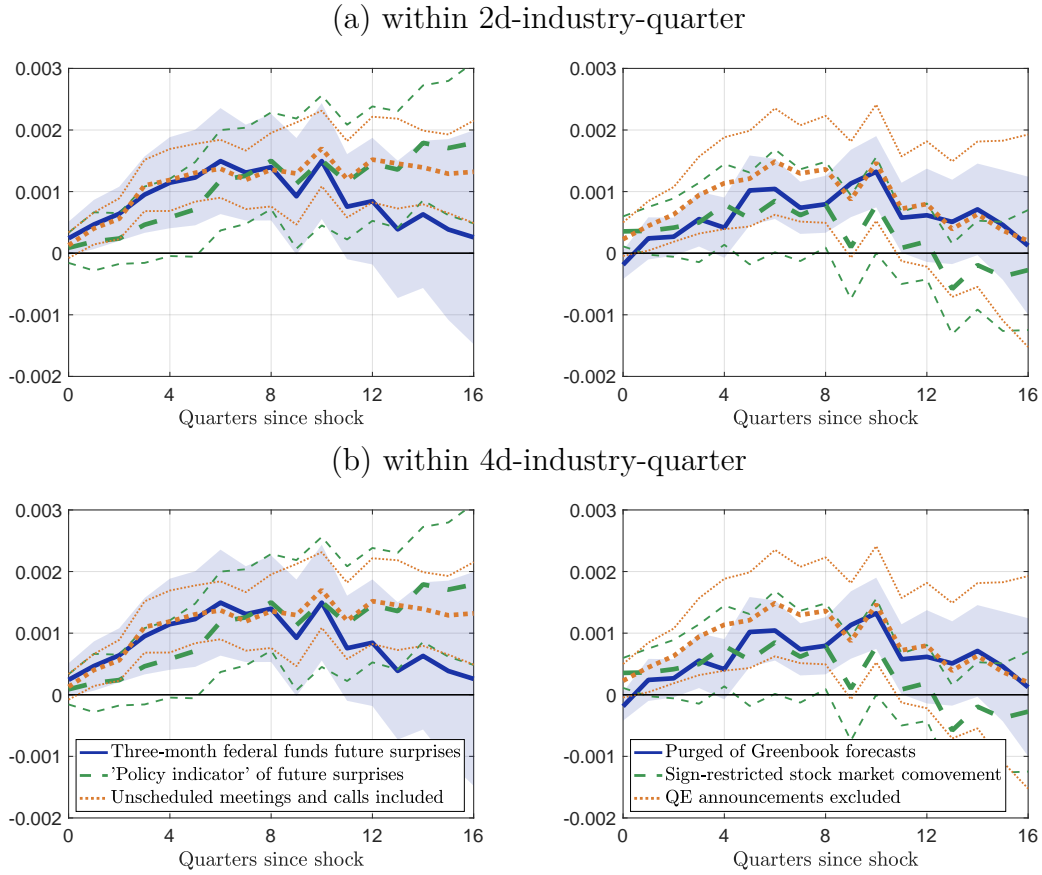 (a) within 2d-industry-quarter
0.003
0.002
0.001
0
-0.001
-0.002
0 4 8 12 16
Quarters since shock
0.003
0.002
0.001
0
-0.001
-0.002
0 4 8 12 16
Quarters since shock
(b) within 4d-industry-quarter
0.003
0.002
0.001
0
-0.001
-0.002
0 4 8 12 16
Quarters since shock
Three-month federal funds future surprises
'Policy indicator' of future surprises
Unscheduled meetings and calls included
0.003
0.002
0.001
0
-0.001
-0.002
0 4 8 12 16
Quarters since shock
Purged of Greenbook forecasts
Sign-restricted stock market comovement
QE announcements excluded